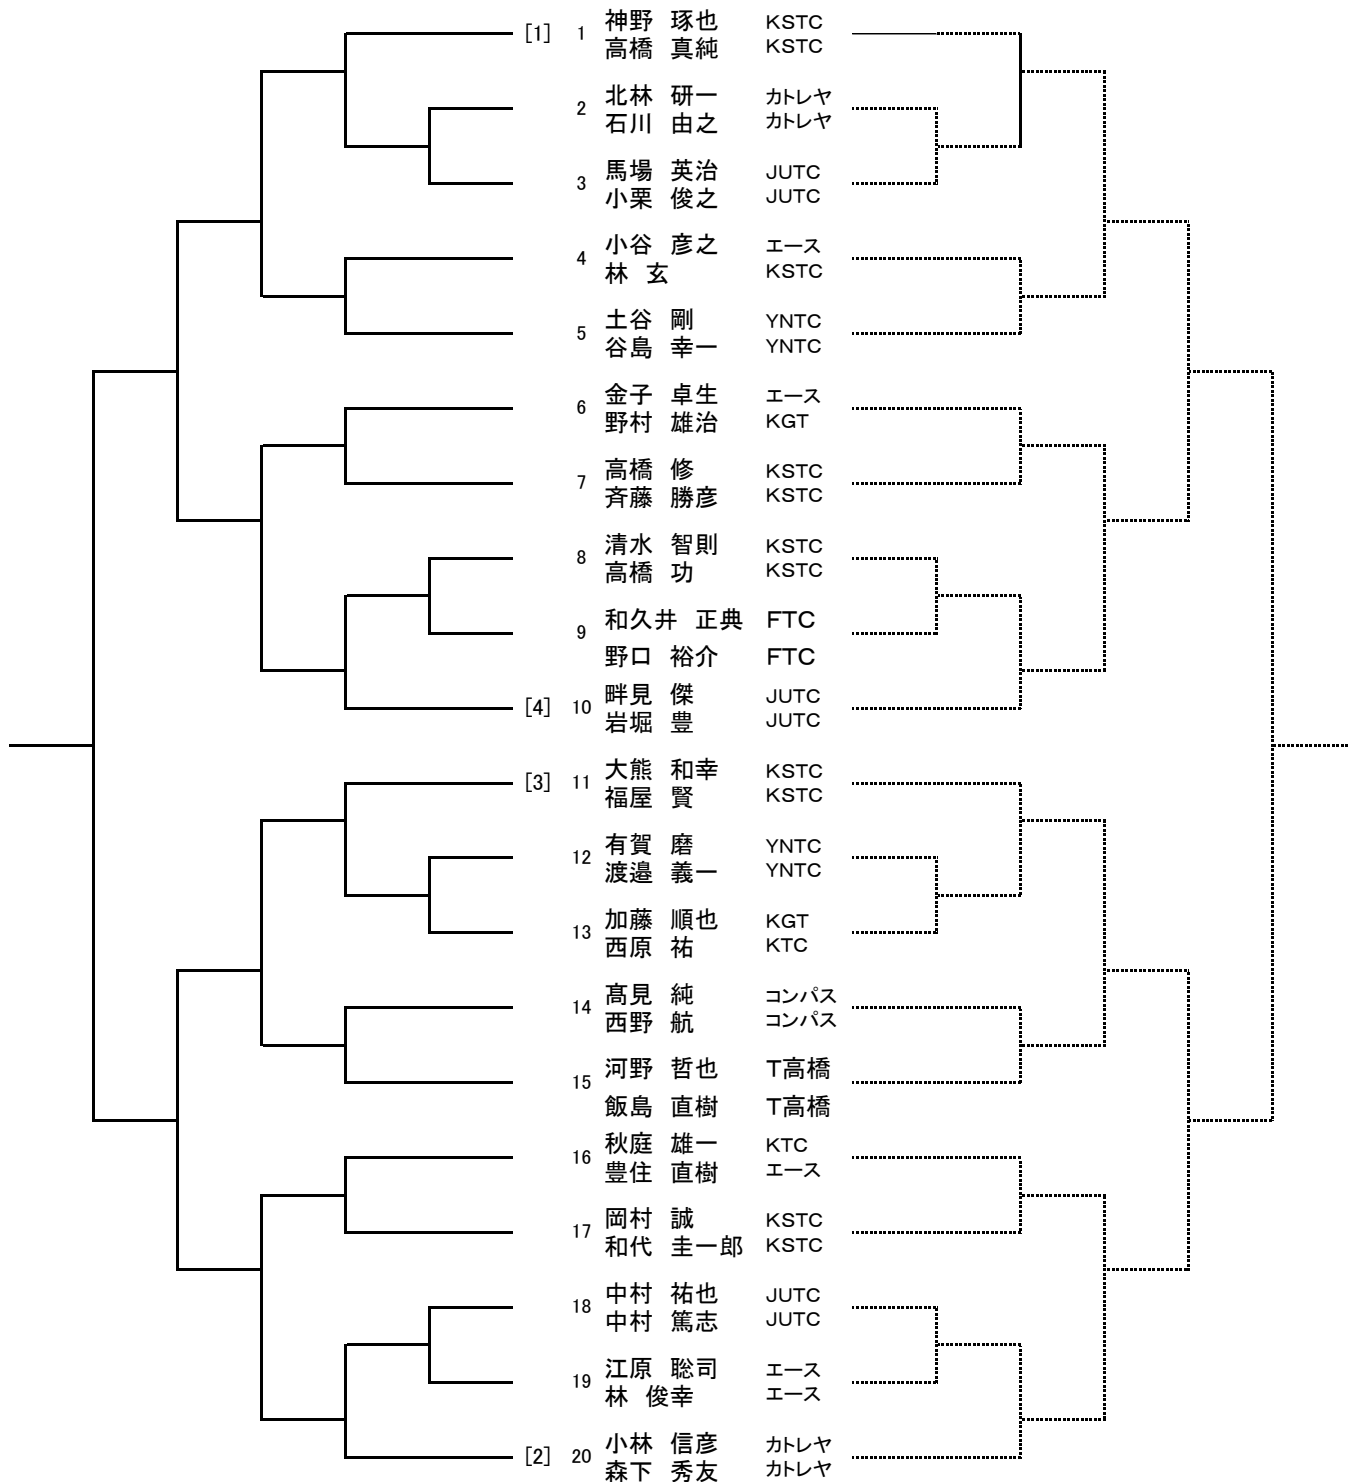 [1] 1 神野 琢也 KSTC
高橋 真純 KSTC
2 北林 研一 カトレヤ
石川 由之 カトレヤ
3 馬場 英治 JUTC
小栗 俊之 JUTC
4 小谷 彦之 エース
林 玄 KSTC
5 土谷 剛 YNTC
谷島 幸一 YNTC
6 金子 卓生 エース
野村 雄治 KGT
7 高橋 修 KSTC
斉藤 勝彦 KSTC
8 清水 智則 KSTC
高橋 功 KSTC
9 和久井 正典 FTC
野口 裕介 FTC
[4] 10 畔見 傑 JUTC
岩堀 豊 JUTC
[3] 11 大熊 和幸 KSTC
福屋 賢 KSTC
12 有賀 磨 YNTC
渡邉 義一 YNTC
13 加藤 順也 KGT
西原 祐 KTC
14 髙見 純 コンパス
西野 航 コンパス
15 河野 哲也 T高橋
飯島 直樹 T高橋
16 秋庭 雄一 KTC
豊住 直樹 エース
17 岡村 誠 KSTC
和代 圭一郎 KSTC
18 中村 祐也 JUTC
中村 篤志 JUTC
19 江原 聡司 エース
林 俊幸 エース
[2] 20 小林 信彦 カトレヤ
森下 秀友 カトレヤ